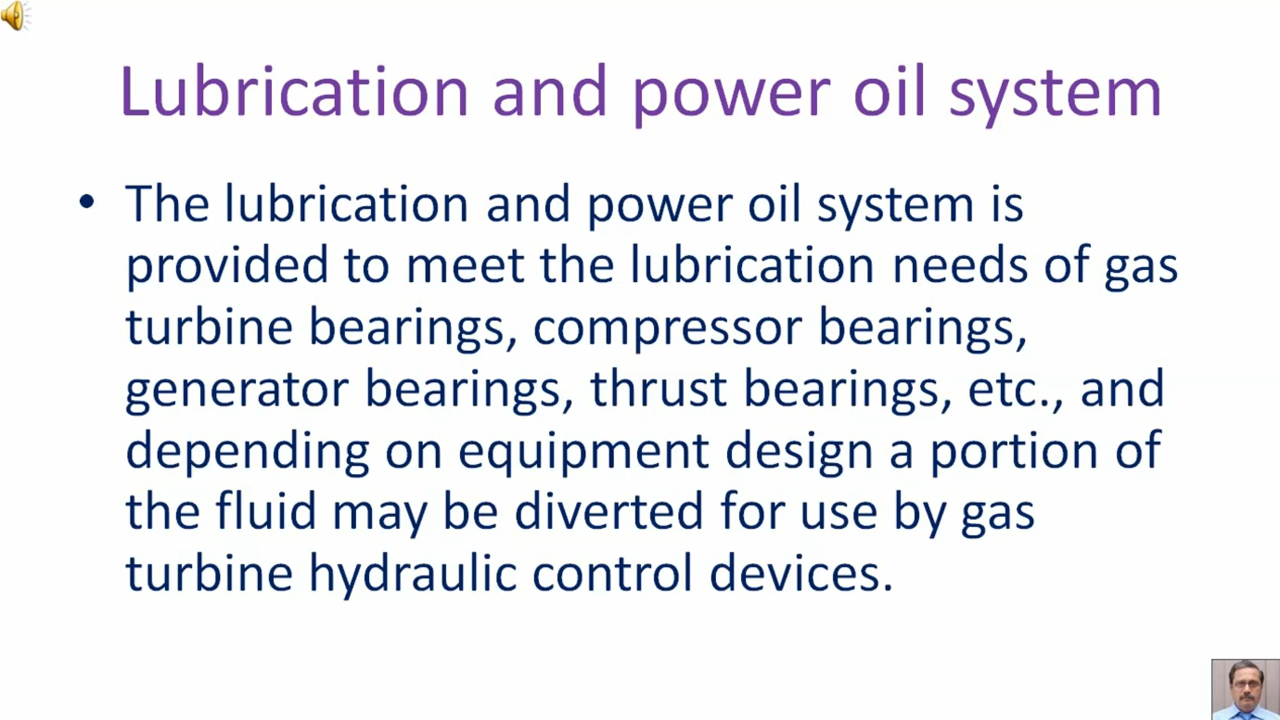 Lubrication and power oil system
• The lubrication and power oil system is
provided to meet the lubrication needs of gas
turbine bearings, compressor bearings,
generator bearings, thrust bearings, etc., and
depending on equipment design a portion of
the fluid may be diverted for use by gas
turbine hydraulic control devices.